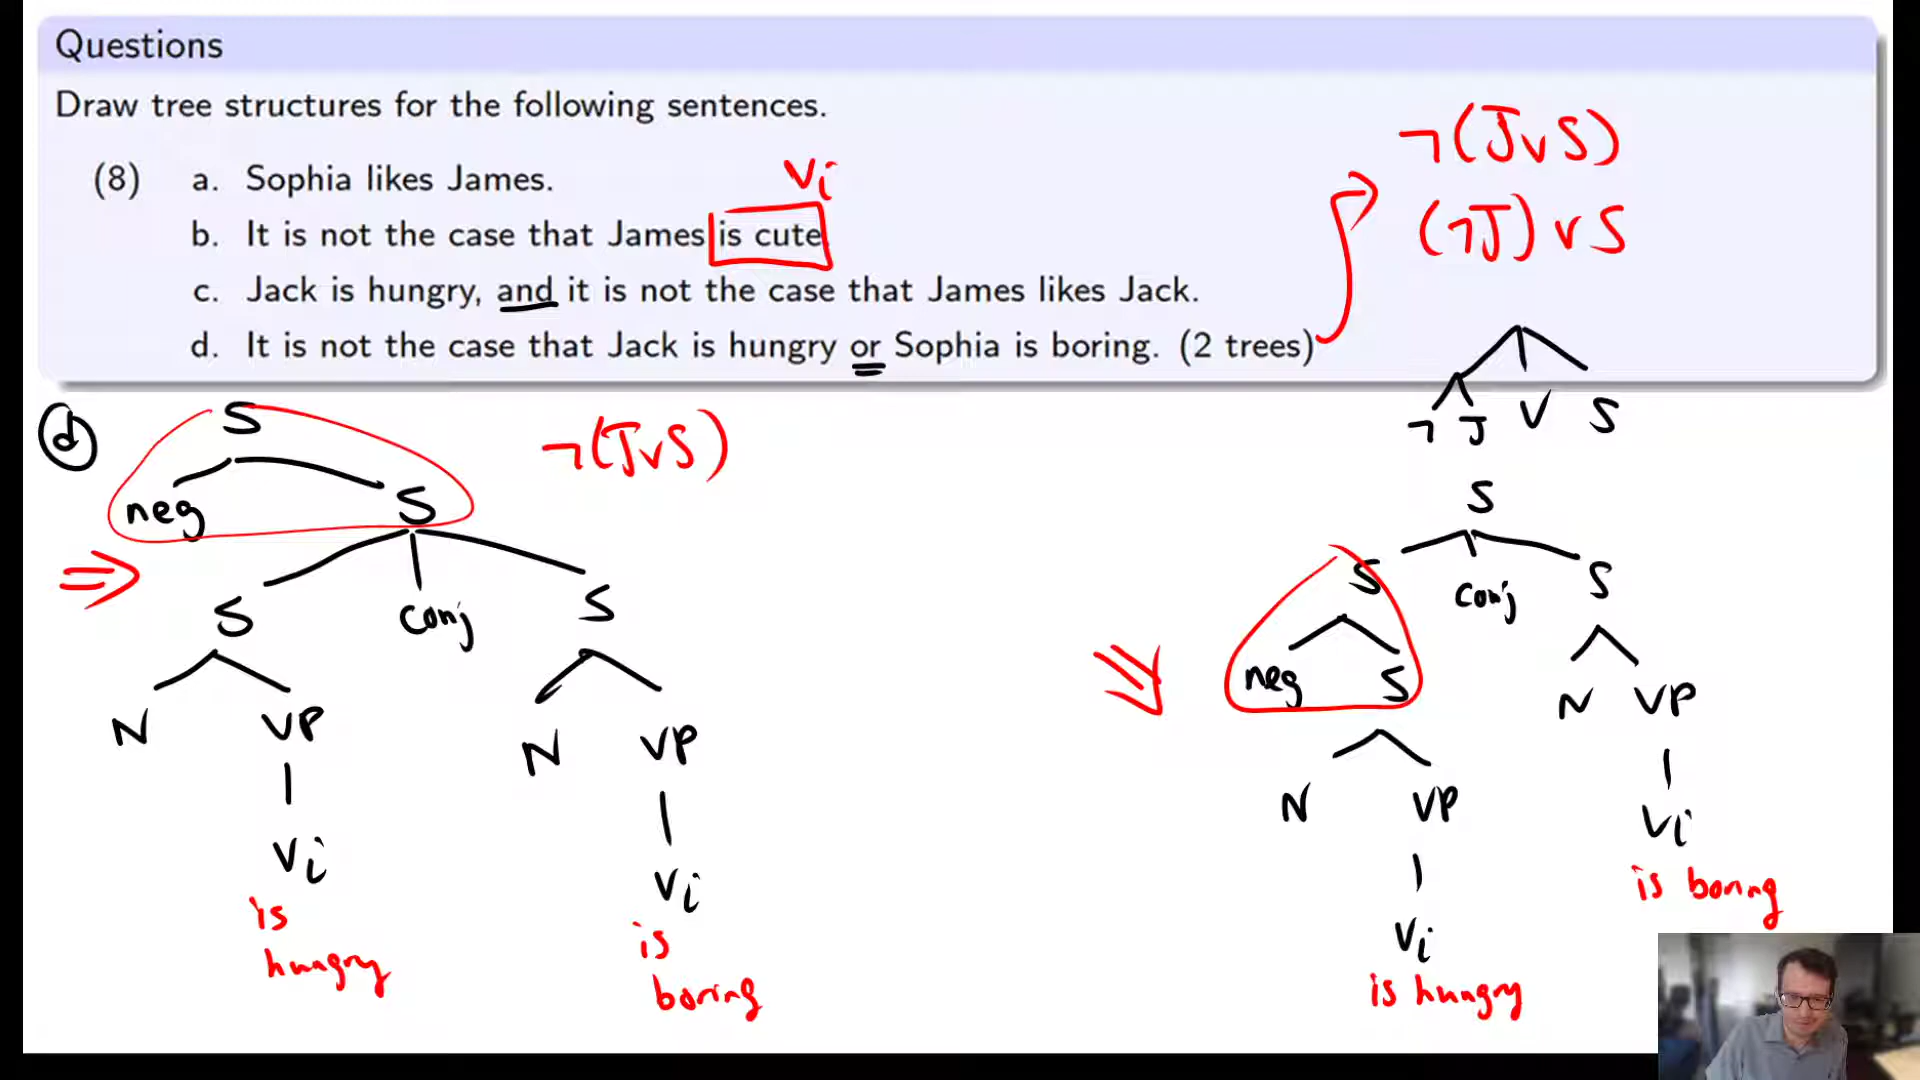 Questions
Draw tree structures for the following sentences.
(8) a. Sophia likes James.
Vi
b. It is not the case that James is cute.
c. Jack is hungry, and it is not the case that James likes Jack.
d. It is not the case that Jack is hungry or Sophia is boring. (2 trees)
¬(J∨S)
(¬J)∨S
¬ J ∨ S
d
S
¬(J∨S)
neg S
⇒
S conj S
N VP N VP
Vi Vi
is hungry
is boring
S
S conj S
neg S
⇒
N VP
N VP
Vi
is boring
Vi
is hungry